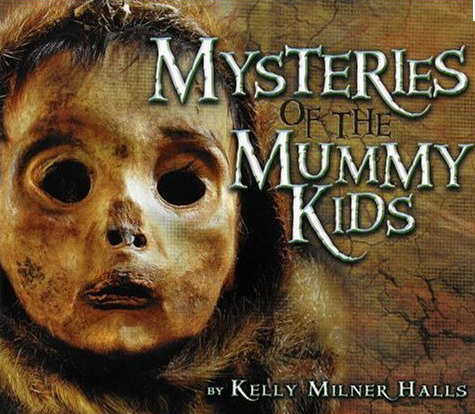 MYSTERIES
OF THE
MUMMY
KIDS
BY KELLY MILNER HALLS